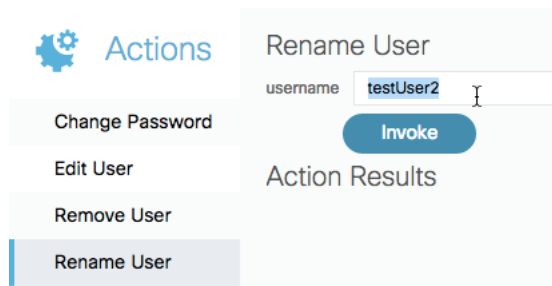 Actions
Change Password
Edit User
Remove User
Rename User
Rename User
username testUser2
Invoke
Action Results